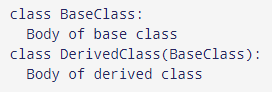 class BaseClass:
  Body of base class
class DerivedClass(BaseClass):
  Body of derived class